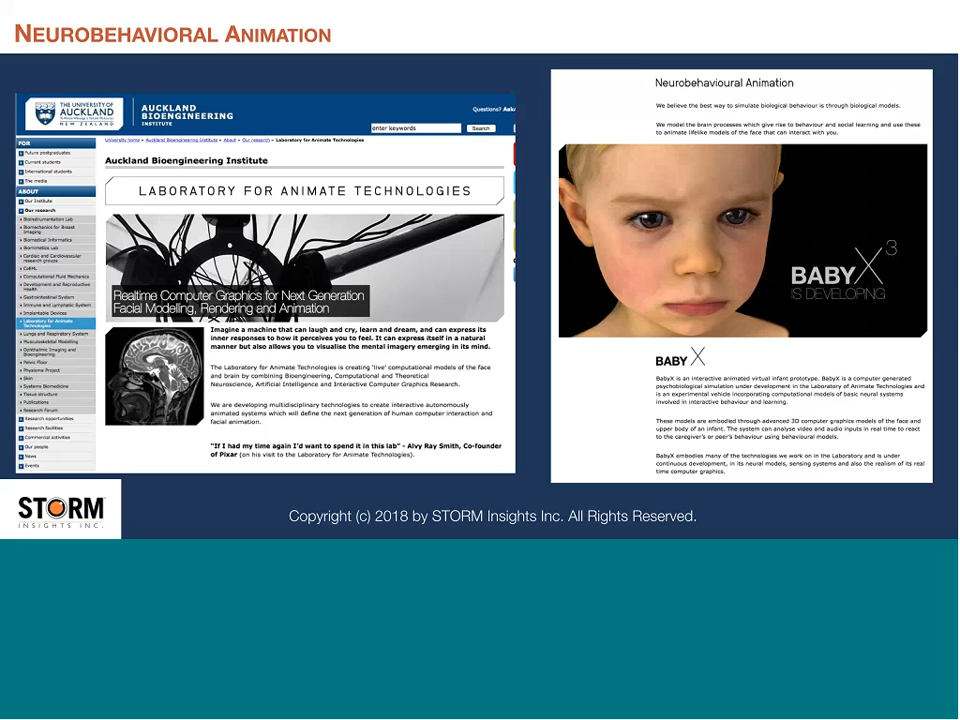 NEUROBEHAVIORAL ANIMATION
THE UNIVERSITY OF
AUCKLAND
NEW ZEALAND
AUCKLAND
BIOENGINEERING
INSTITUTE
Questions?
enter keywords
Search
University home » Auckland Bioengineering Institute » About » Our research » Laboratory for Animate Technologies
FOR
Future postgraduates
Current students
International students
The media
ABOUT
Our Institute
Our research
Bioinstrumentation Lab
Biomechanics for Breast
Imaging
Biomedical Informatics
Biomimetics Lab
Cardiac and Cardiovascular
research groups
CellML
Computational Fluid Mechanics
Development and Reproductive
Health
Gastrointestinal System
Immune and Lymphatic System
Implantable Devices
Laboratory for Animate
Technologies
Lungs and Respiratory System
Musculoskeletal Modelling
Ophthalmic Imaging and
Bioengineering
Pelvic Floor
Physiome Project
Skin
Systems Biomedicine
Tissue structure
Publications
Research Forum
Research opportunities
Research facilities
Commercial activities
Our people
News
Events
Auckland Bioengineering Institute
LABORATORY FOR ANIMATE TECHNOLOGIES
Realtime Computer Graphics for Next Generation
Facial Modelling, Rendering and Animation
Imagine a machine that can laugh and cry, learn and dream, and can express its
inner responses to how it perceives you to feel. It can express itself in a natural
manner but also allows you to visualise the mental imagery emerging in its mind.
The Laboratory for Animate Technologies is creating 'live' computational models of the face
and brain by combining Bioengineering, Computational and Theoretical
Neuroscience, Artificial Intelligence and Interactive Computer Graphics Research.
We are developing multidisciplinary technologies to create interactive autonomously
animated systems which will define the next generation of human computer interaction and
facial animation.
"If I had my time again I'd want to spend it in this lab" - Alvy Ray Smith, Co-founder
of Pixar (on his visit to the Laboratory for Animate Technologies).
Neurobehavioural Animation
We believe the best way to simulate biological behaviour is through biological models.
We model the brain processes which give rise to behaviour and social learning and use these
to animate lifelike models of the face that can interact with you.
BABYX3
IS DEVELOPING
BABY X
BabyX is an interactive animated virtual infant prototype. BabyX is a computer generated
psychobiological simulation under development in the Laboratory of Animate Technologies and
is an experimental vehicle incorporating computational models of basic neural systems
involved in interactive behaviour and learning.
These models are embodied through advanced 3D computer graphics models of the face and
upper body of an infant. The system can analyse video and audio inputs in real time to react
to the caregiver's or peer's behaviour using behavioural models.
BabyX embodies many of the technologies we work on in the Laboratory and is under
continuous development, in its neural models, sensing systems and also the realism of its real
time computer graphics.
STORM
INSIGHTS INC.
Copyright (c) 2018 by STORM Insights Inc. All Rights Reserved.